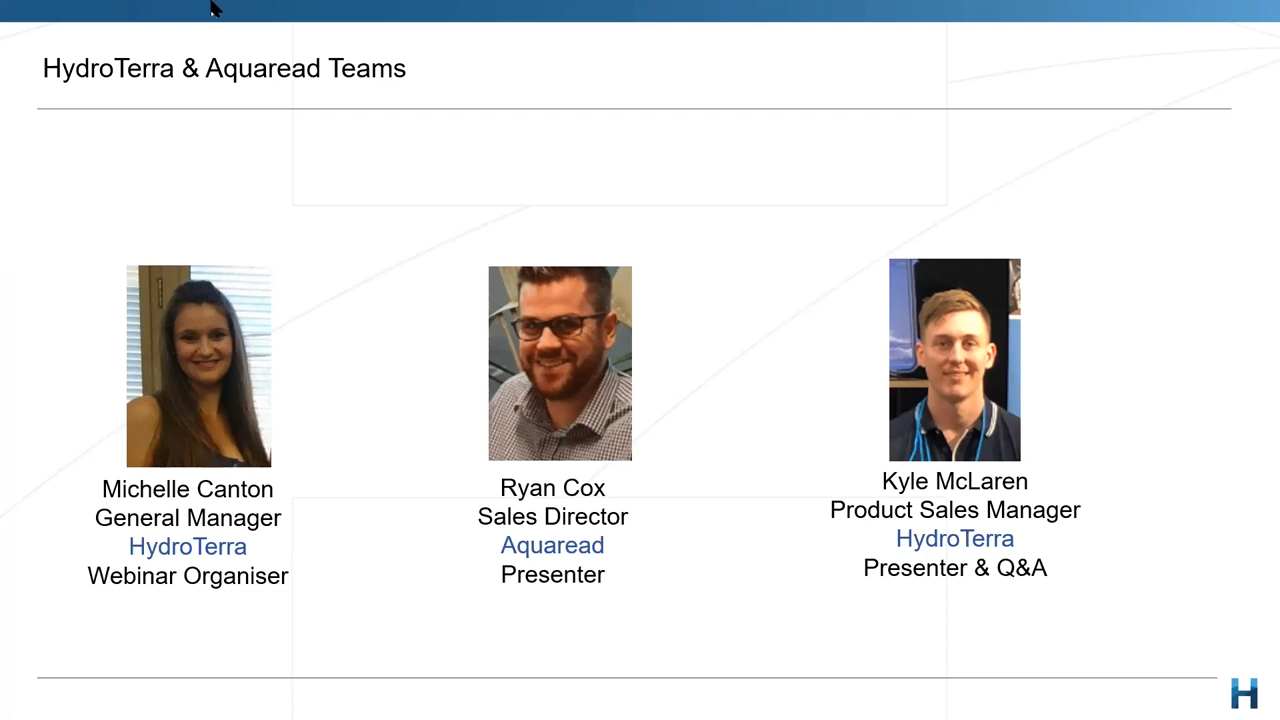 HydroTerra & Aquaread Teams
Michelle Canton
General Manager
HydroTerra
Webinar Organiser
Ryan Cox
Sales Director
Aquaread
Presenter
Kyle McLaren
Product Sales Manager
HydroTerra
Presenter & Q&A
H